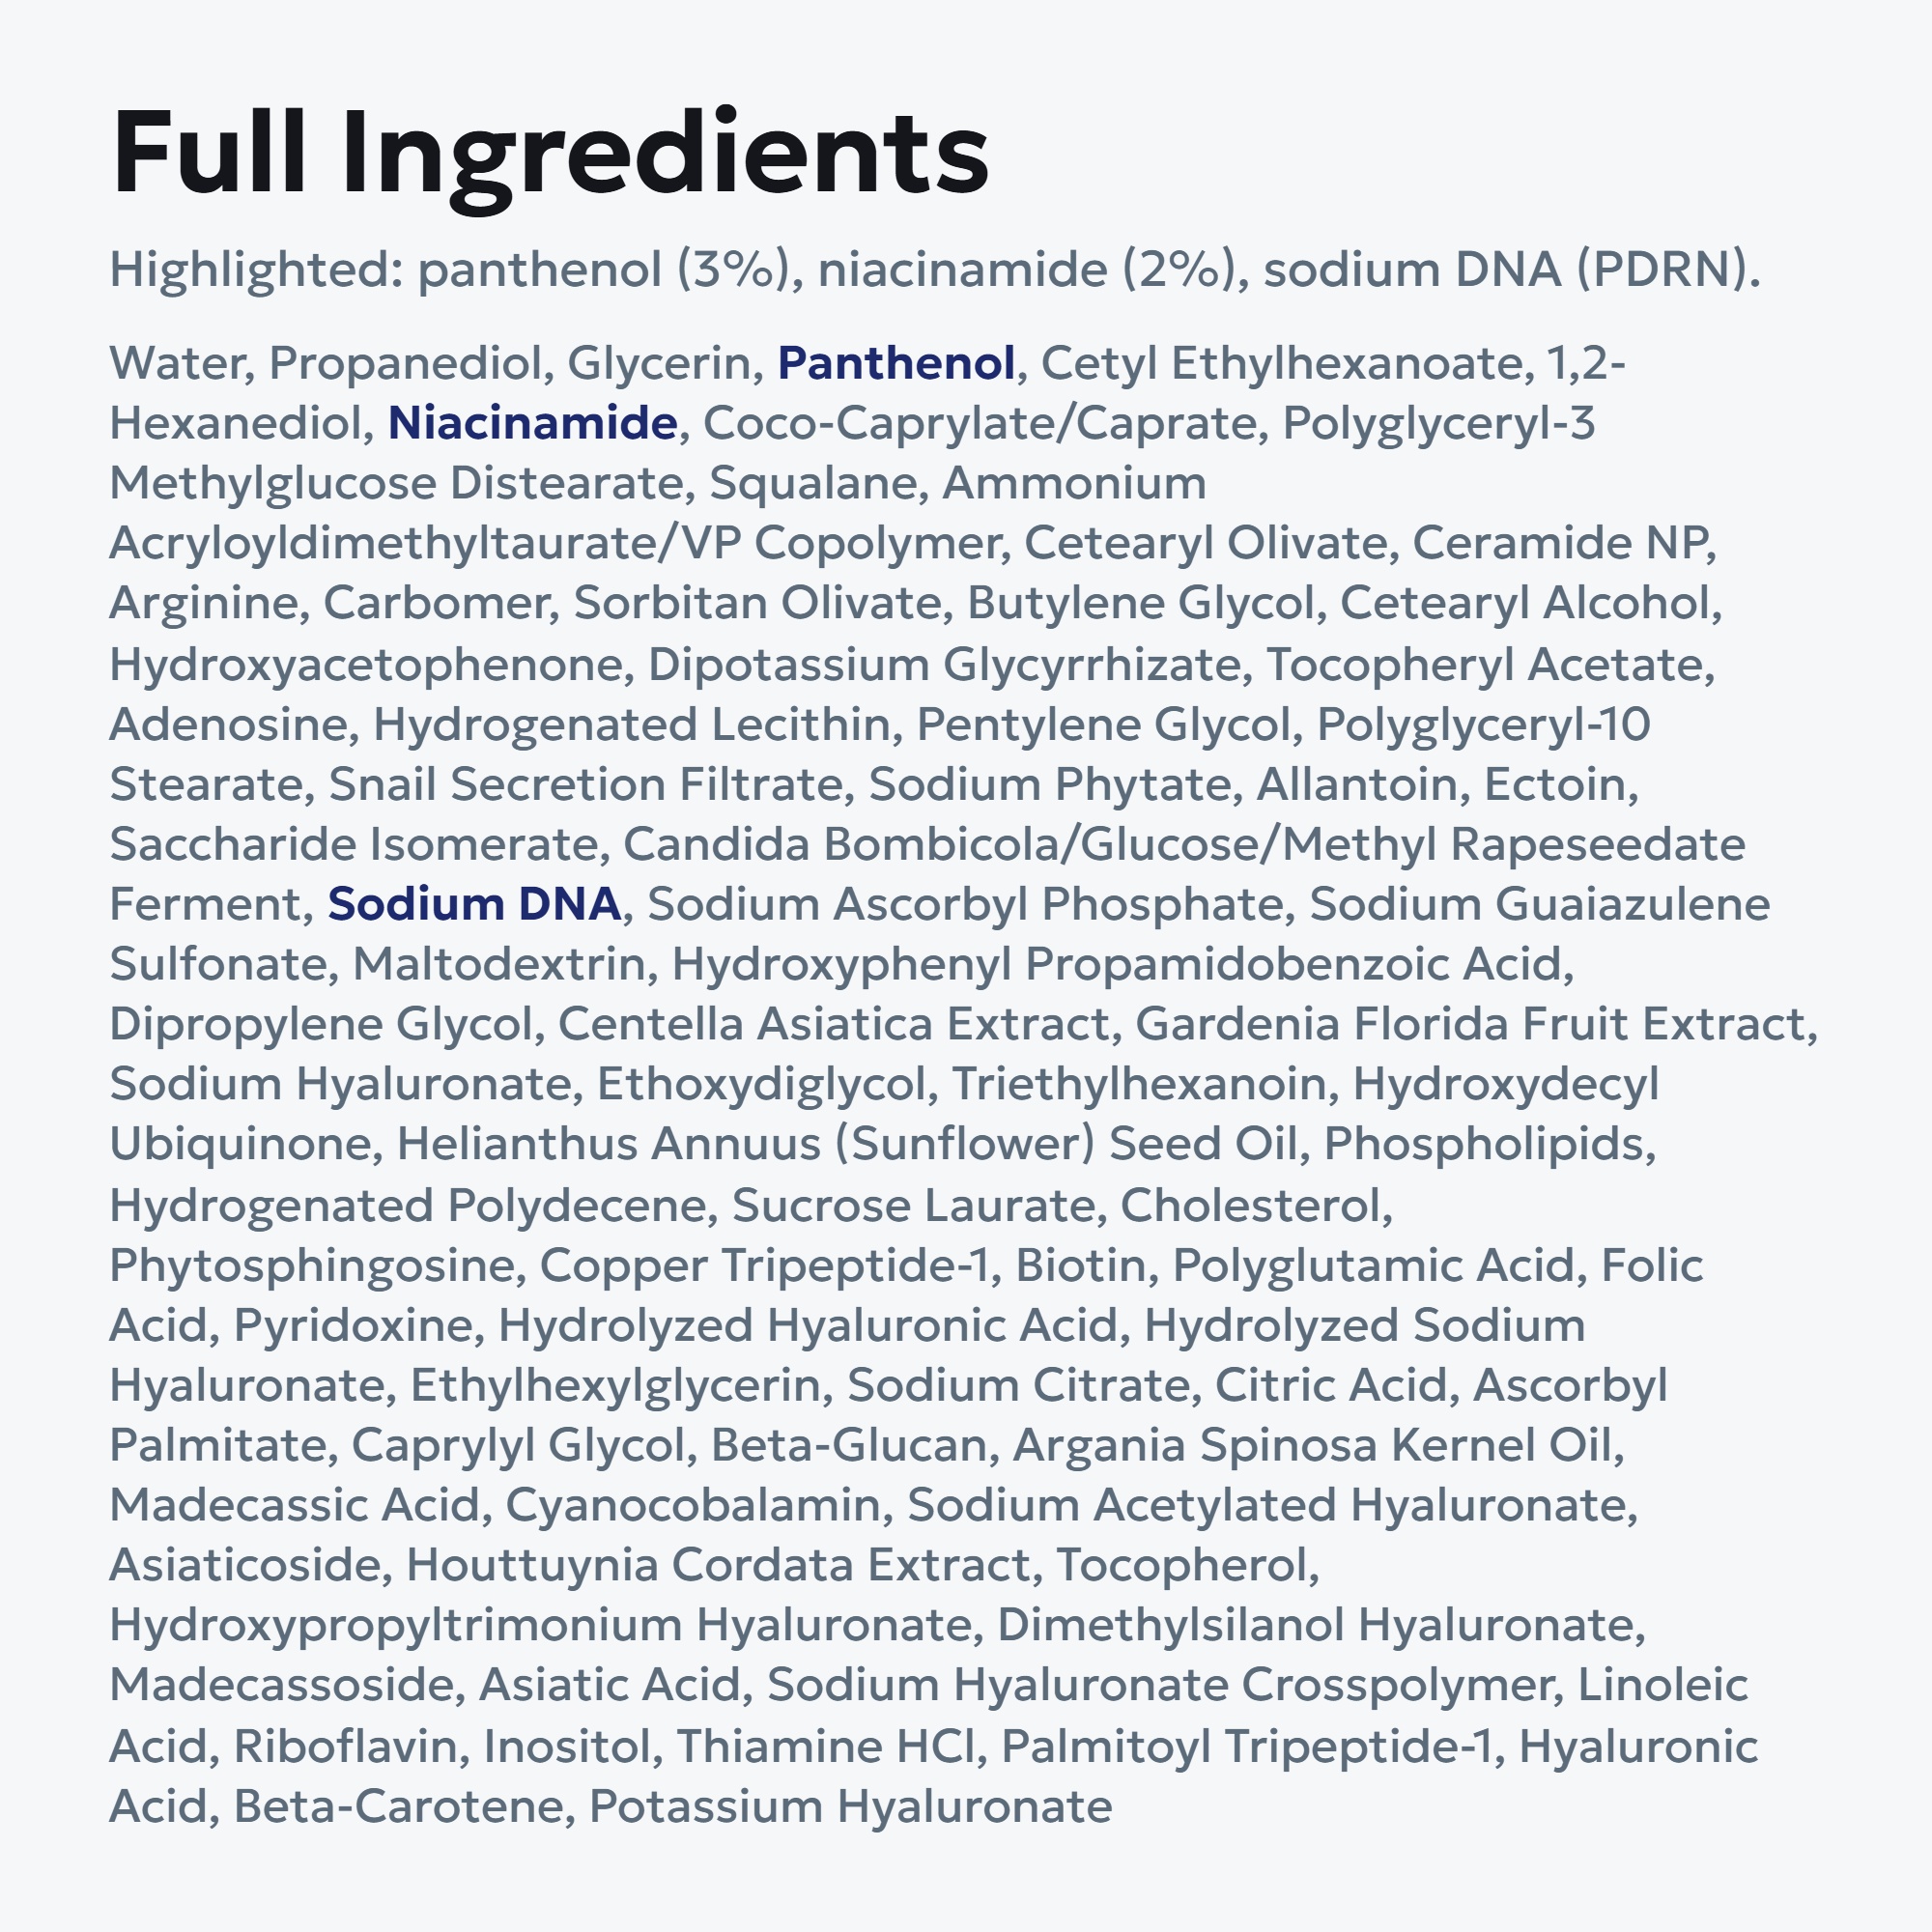 Full Ingredients
Highlighted: panthenol (3%), niacinamide (2%), sodium DNA (PDRN).
Water, Propanediol, Glycerin, Panthenol, Cetyl Ethylhexanoate, 1,2-
Hexanediol, Niacinamide, Coco-Caprylate/Caprate, Polyglyceryl-3
Methylglucose Distearate, Squalane, Ammonium
Acryloyldimethyltaurate/VP Copolymer, Cetearyl Olivate, Ceramide NP,
Arginine, Carbomer, Sorbitan Olivate, Butylene Glycol, Cetearyl Alcohol,
Hydroxyacetophenone, Dipotassium Glycyrrhizate, Tocopheryl Acetate,
Adenosine, Hydrogenated Lecithin, Pentylene Glycol, Polyglyceryl-10
Stearate, Snail Secretion Filtrate, Sodium Phytate, Allantoin, Ectoin,
Saccharide Isomerate, Candida Bombicola/Glucose/Methyl Rapeseedate
Ferment, Sodium DNA, Sodium Ascorbyl Phosphate, Sodium Guaiazulene
Sulfonate, Maltodextrin, Hydroxyphenyl Propamidobenzoic Acid,
Dipropylene Glycol, Centella Asiatica Extract, Gardenia Florida Fruit Extract,
Sodium Hyaluronate, Ethoxydiglycol, Triethylhexanoin, Hydroxydecyl
Ubiquinone, Helianthus Annuus (Sunflower) Seed Oil, Phospholipids,
Hydrogenated Polydecene, Sucrose Laurate, Cholesterol,
Phytosphingosine, Copper Tripeptide-1, Biotin, Polyglutamic Acid, Folic
Acid, Pyridoxine, Hydrolyzed Hyaluronic Acid, Hydrolyzed Sodium
Hyaluronate, Ethylhexylglycerin, Sodium Citrate, Citric Acid, Ascorbyl
Palmitate, Caprylyl Glycol, Beta-Glucan, Argania Spinosa Kernel Oil,
Madecassic Acid, Cyanocobalamin, Sodium Acetylated Hyaluronate,
Asiaticoside, Houttuynia Cordata Extract, Tocopherol,
Hydroxypropyltrimonium Hyaluronate, Dimethylsilanol Hyaluronate,
Madecassoside, Asiatic Acid, Sodium Hyaluronate Crosspolymer, Linoleic
Acid, Riboflavin, Inositol, Thiamine HCl, Palmitoyl Tripeptide-1, Hyaluronic
Acid, Beta-Carotene, Potassium Hyaluronate